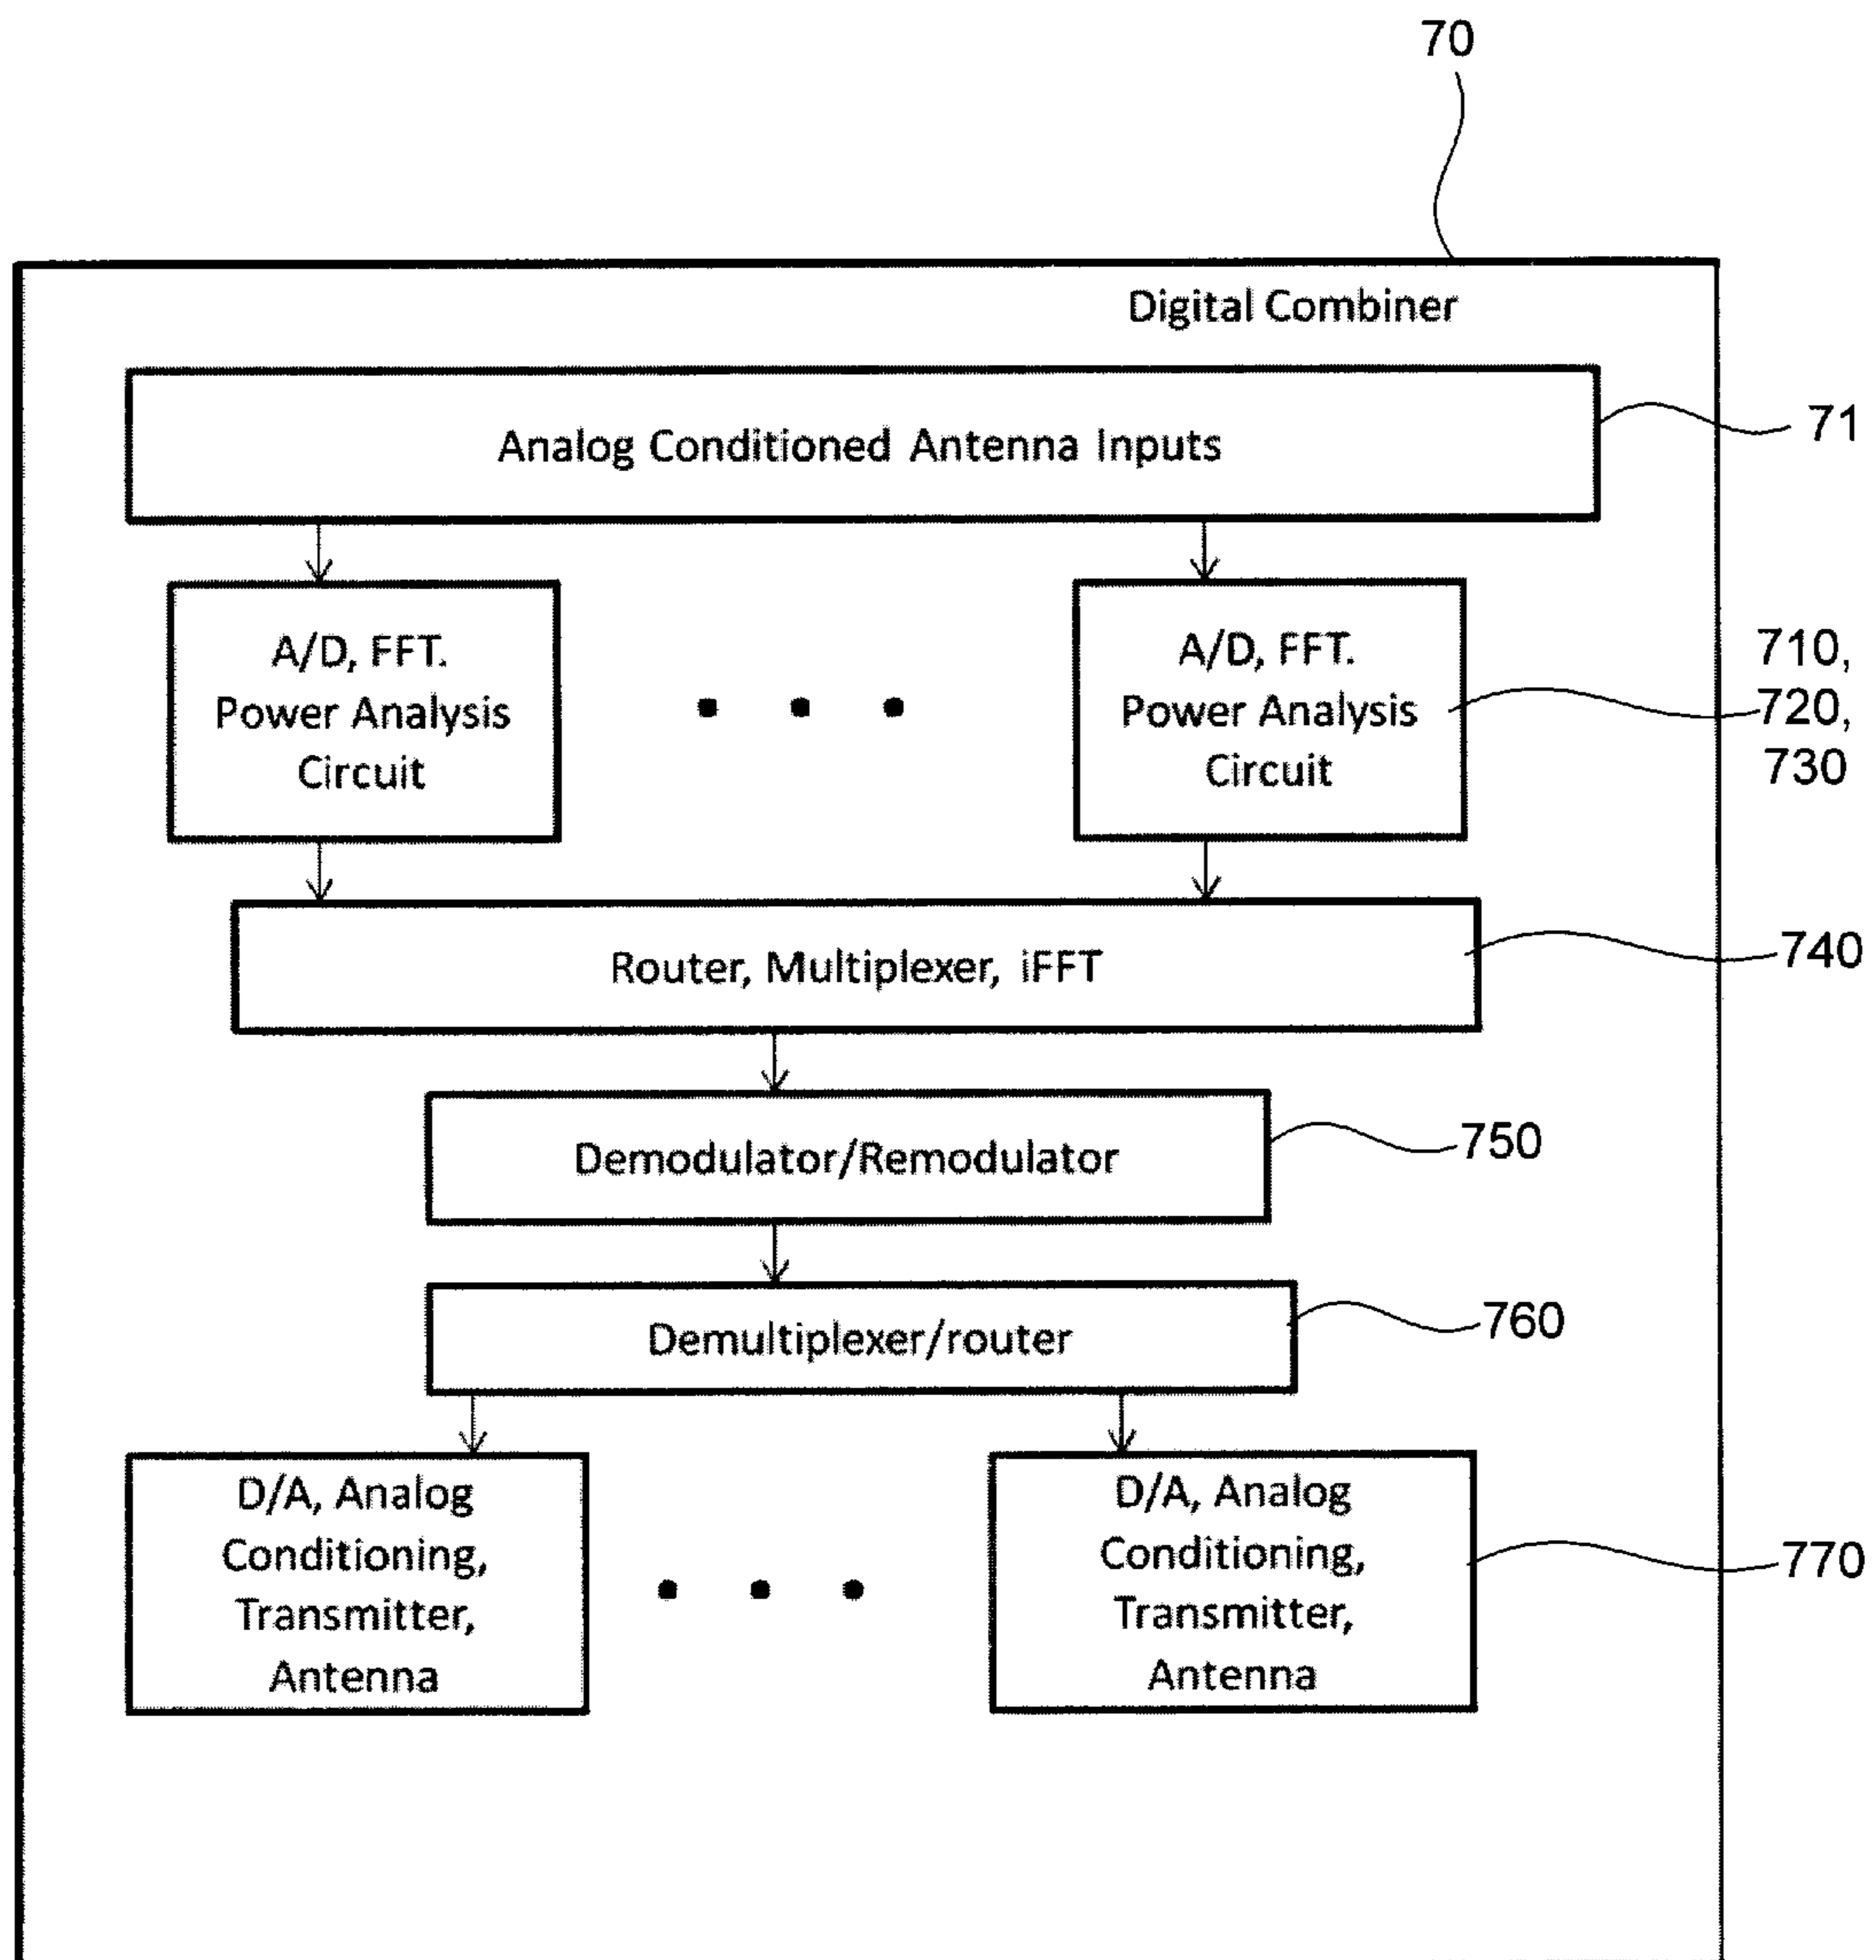 70
Digital Combiner
Analog Conditioned Antenna Inputs
71
A/D, FFT.
Power Analysis
Circuit
A/D, FFT.
Power Analysis
Circuit
710,
720,
730
Router, Multiplexer, iFFT
740
Demodulator/Remodulator
750
Demultiplexer/router
760
D/A, Analog
Conditioning,
Transmitter,
Antenna
D/A, Analog
Conditioning,
Transmitter,
Antenna
770